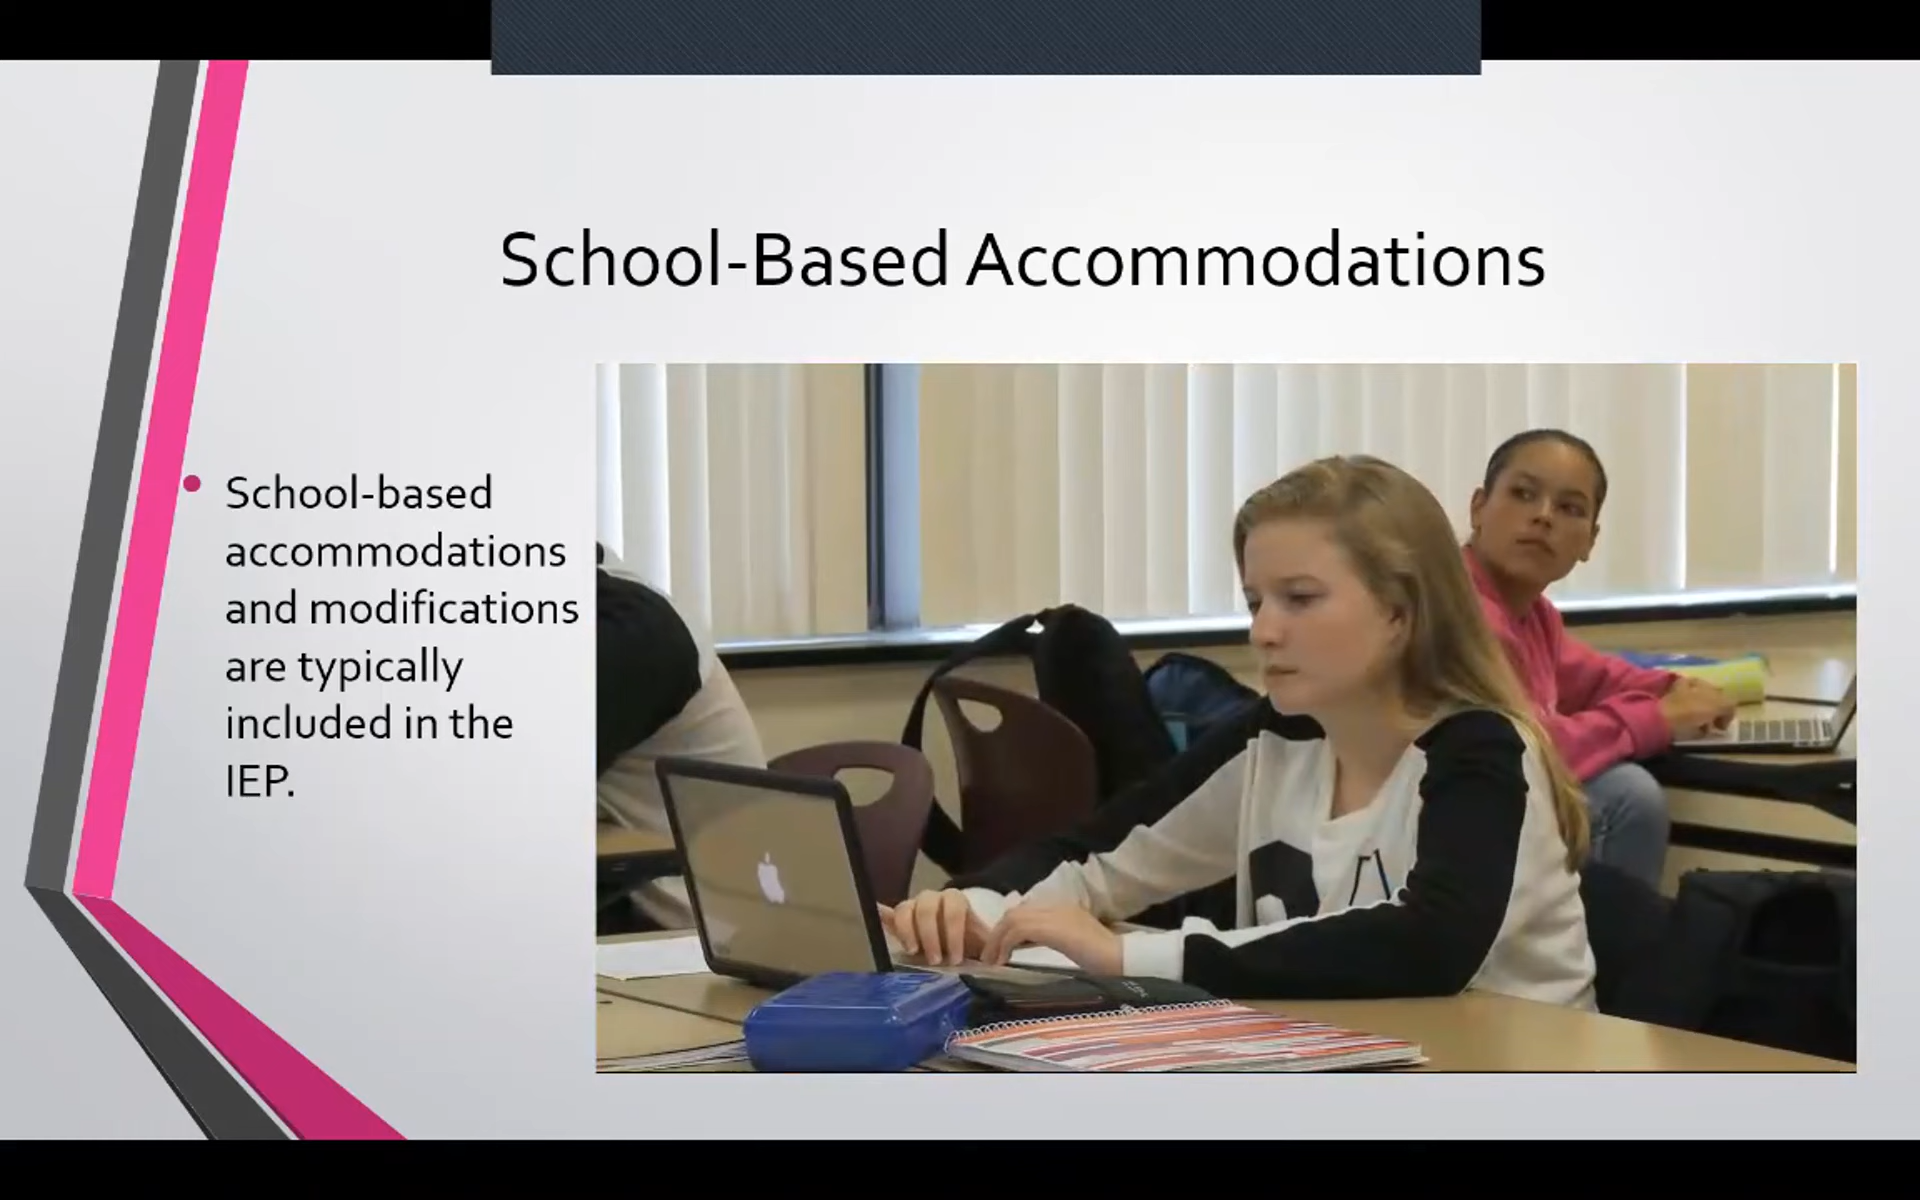 School-Based Accommodations
• School-based
accommodations
and modifications
are typically
included in the
IEP.